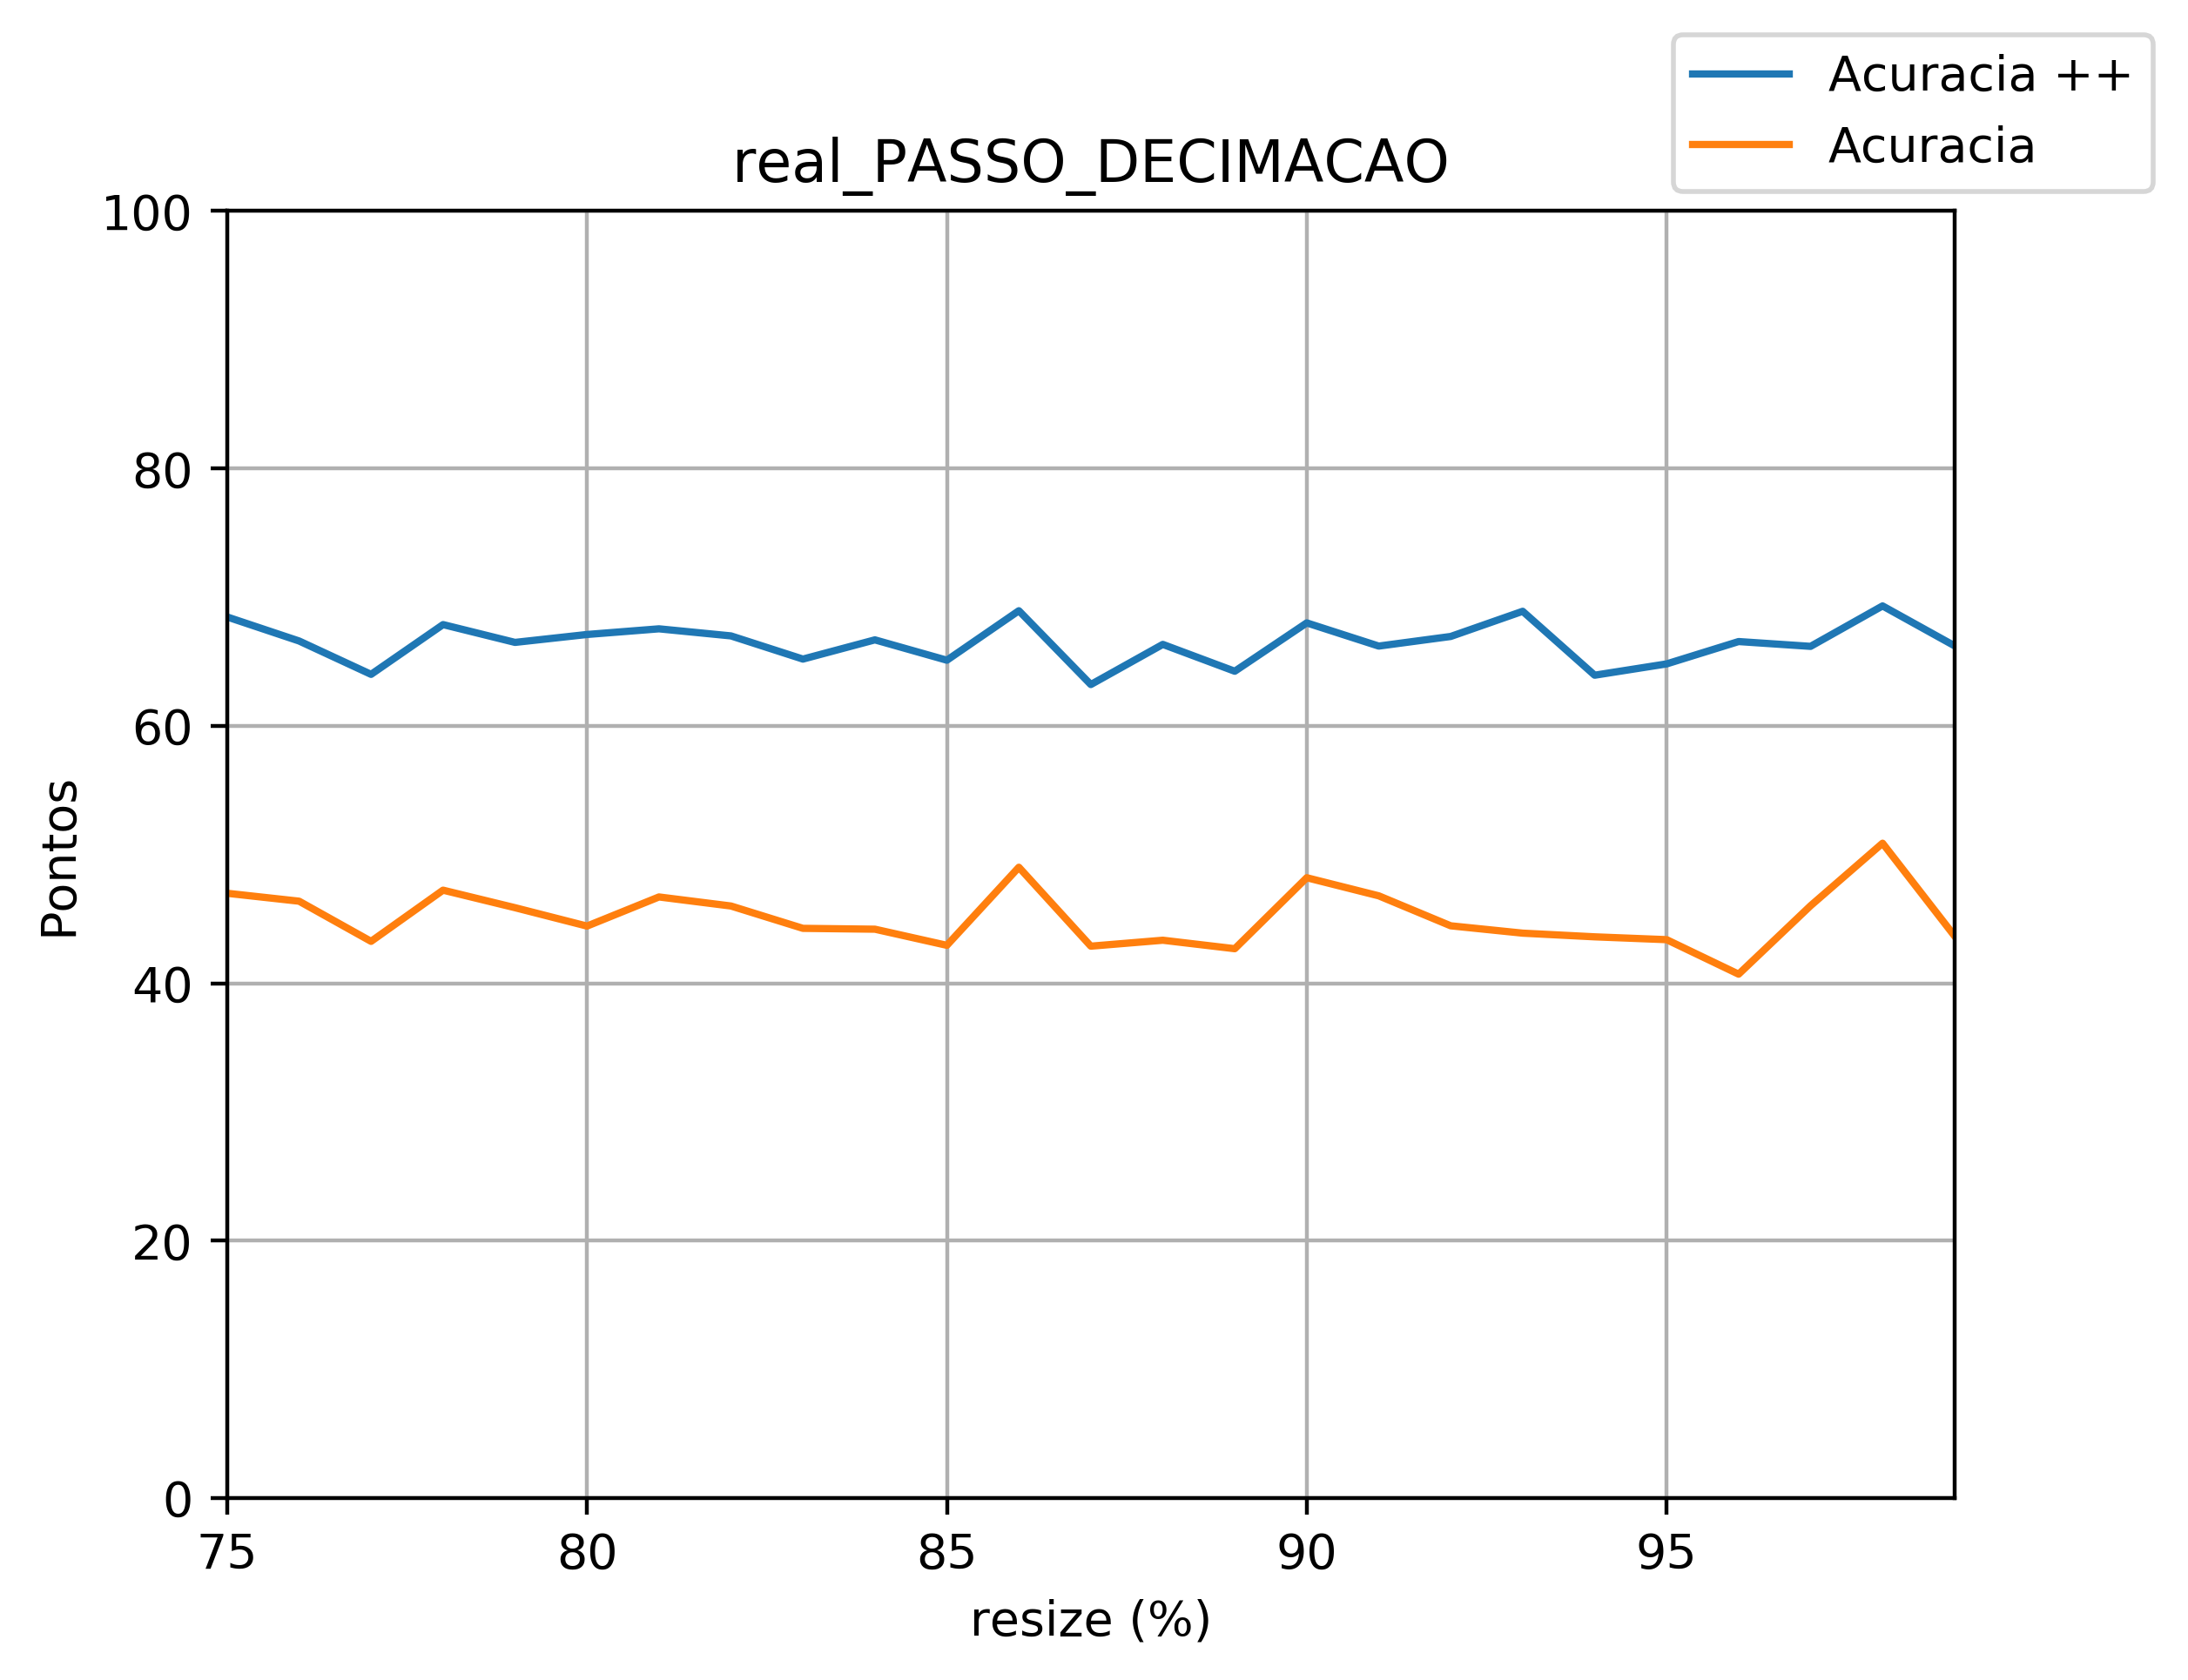 Acuracia ++
Acuracia
real_PASSO_DECIMACAO
100
80
60
40
20
0
Pontos
75 80 85 90 95
resize (%)